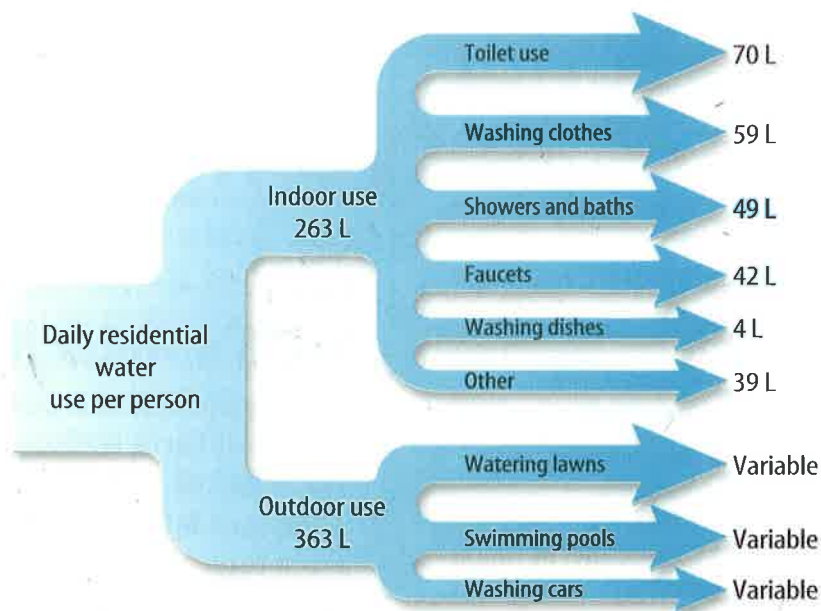 Toilet use
70 L
Washing clothes
59 L
Indoor use
263 L
Showers and baths
49 L
Faucets
42 L
Daily residential
water
use per person
Washing dishes
4 L
Other
39 L
Outdoor use
363 L
Watering lawns
Variable
Swimming pools
Variable
Washing cars
Variable